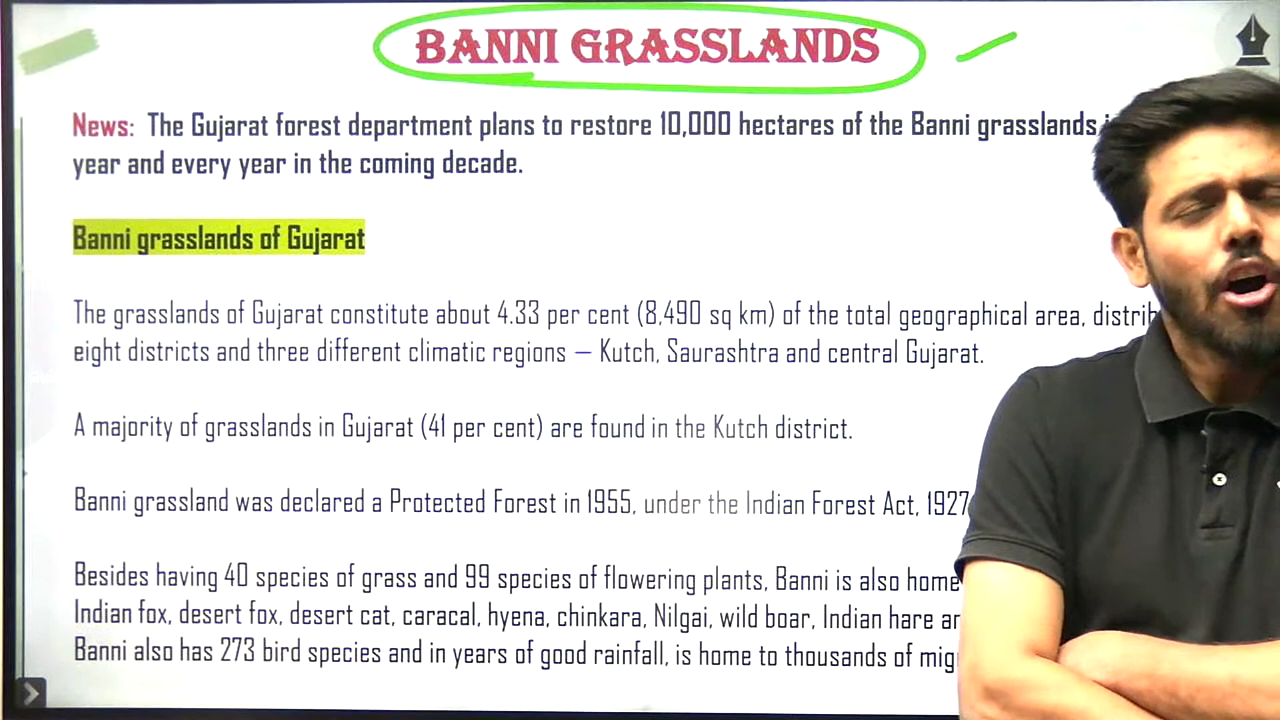 BANNI GRASSLANDS
News: The Gujarat forest department plans to restore 10,000 hectares of the Banni grasslands
year and every year in the coming decade.
Banni grasslands of Gujarat
The grasslands of Gujarat constitute about 4.33 per cent (8,490 sq km) of the total geographical area,
eight districts and three different climatic regions – Kutch, Saurashtra and central Gujarat.
A majority of grasslands in Gujarat (41 per cent) are found in the Kutch district.
Banni grassland was declared a Protected Forest in 1955, under the Indian Forest Act, 1927
Besides having 40 species of grass and 99 species of flowering plants, Banni is also home
Indian fox, desert fox, desert cat, caracal, hyena, chinkara, Nilgai, wild boar, Indian hare
Banni also has 273 bird species and in years of good rainfall, is home to thousands of